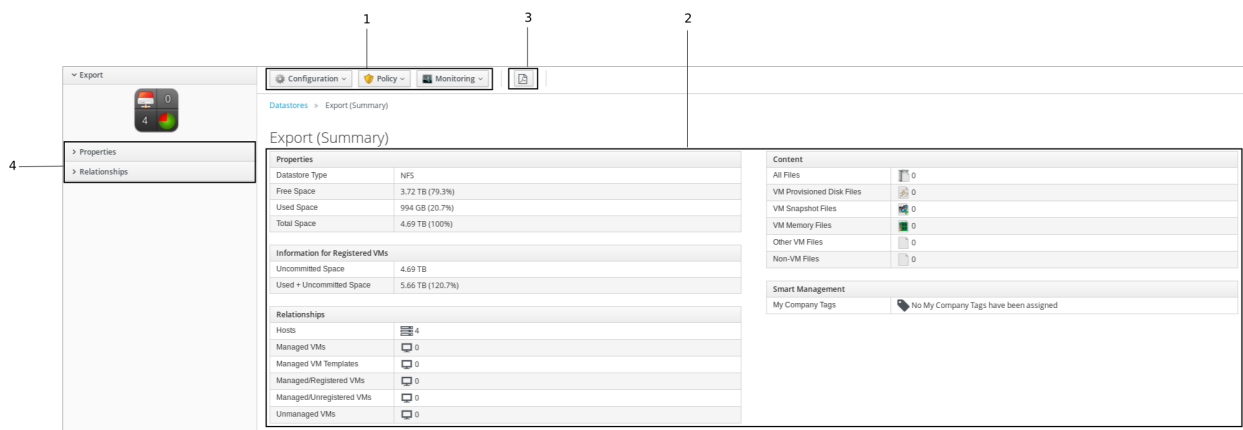 1
3
2
4
Export
0
4
Properties
Relationships
Configuration
Policy
Monitoring
Datastores > Export (Summary)
Export (Summary)
Properties
Datastore Type NFS
Free Space 3.72 TB (79.3%)
Used Space 994 GB (20.7%)
Total Space 4.69 TB (100%)
Information for Registered VMs
Uncommitted Space 4.69 TB
Used + Uncommitted Space 5.66 TB (120.7%)
Relationships
Hosts 4
Managed VMs 0
Managed VM Templates 0
Managed/Registered VMs 0
Managed/Unregistered VMs 0
Unmanaged VMs 0
Content
All Files 0
VM Provisioned Disk Files 0
VM Snapshot Files 0
VM Memory Files 0
Other VM Files 0
Non-VM Files 0
Smart Management
My Company Tags No My Company Tags have been assigned